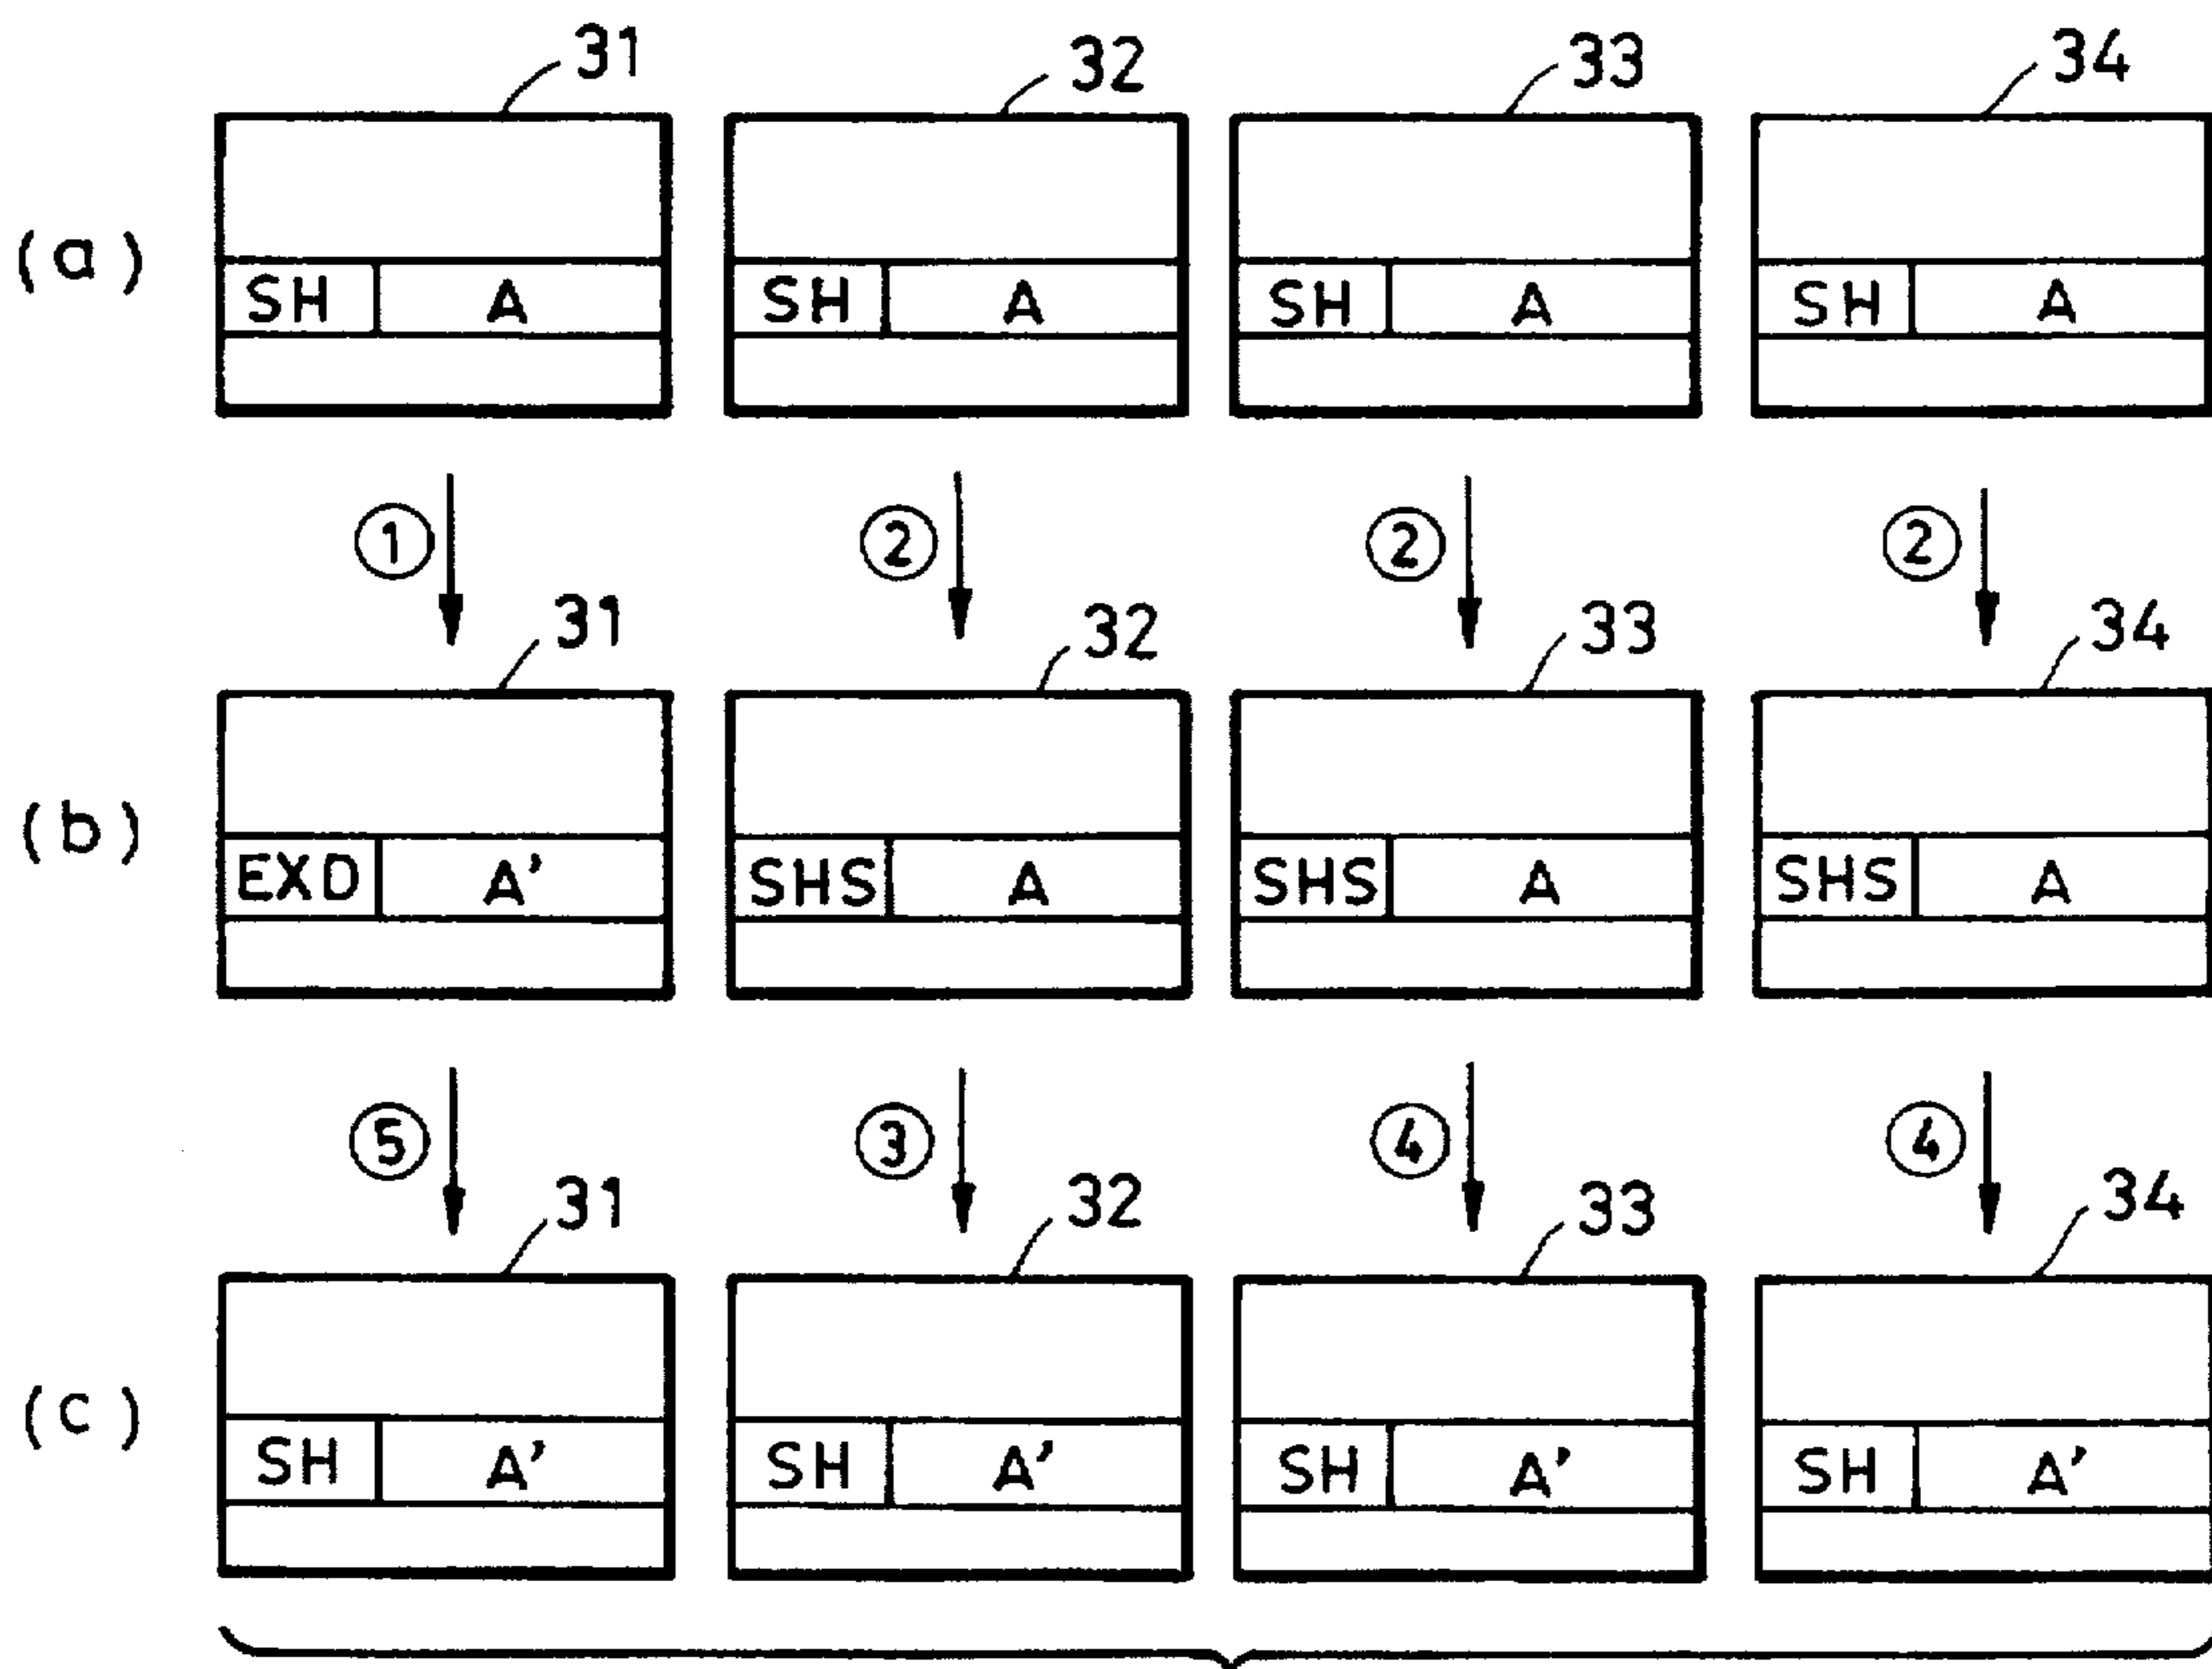 31 32 33 34
(a)
SH A SH A SH A SH A
① ② ② ②
31 32 33 34
(b)
EXD A' SHS A SHS A SHS A
⑤ ③ ④ ④
31 32 33 34
(c)
SH A' SH A' SH A' SH A'